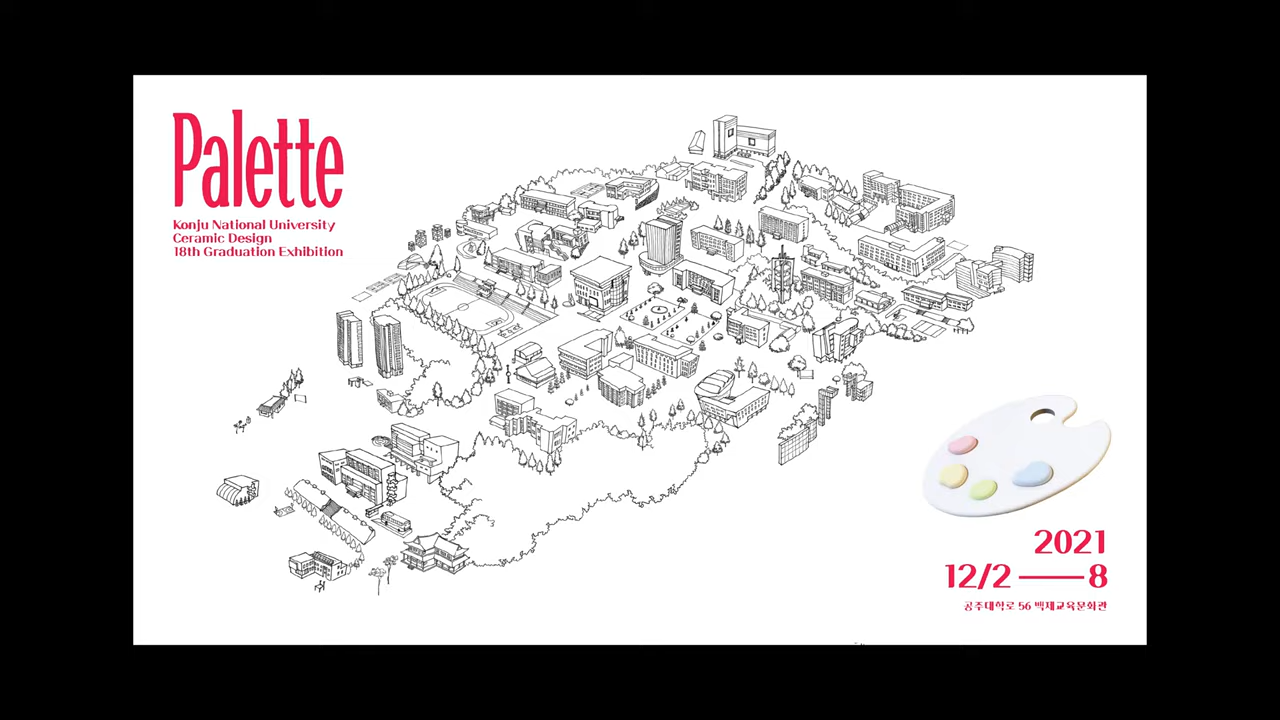 Palette
Konju National University
Ceramic Design
18th Graduation Exhibition
2021
12/2 — 8
공주대학로 56 백제교육문화관